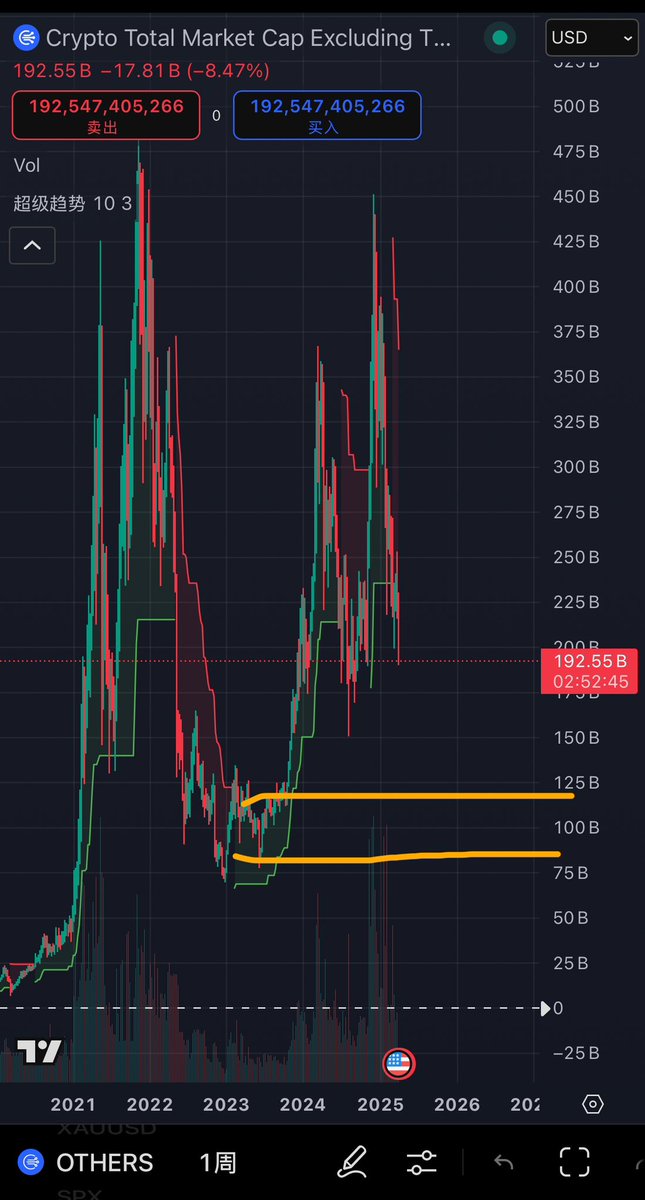 Crypto Total Market Cap Excluding T...
USD
192.55 B −17.81 B (−8.47%)
192,547,405,266
卖出
0
192,547,405,266
买入
Vol
超级趋势 10 3
500 B
475 B
450 B
425 B
400 B
375 B
350 B
325 B
300 B
275 B
250 B
225 B
200 B
192.55 B
02:52:45
175 B
150 B
125 B
100 B
75 B
50 B
25 B
0
−25 B
2021 2022 2023 2024 2025 2026
XAUUSD
OTHERS 1周
SPX